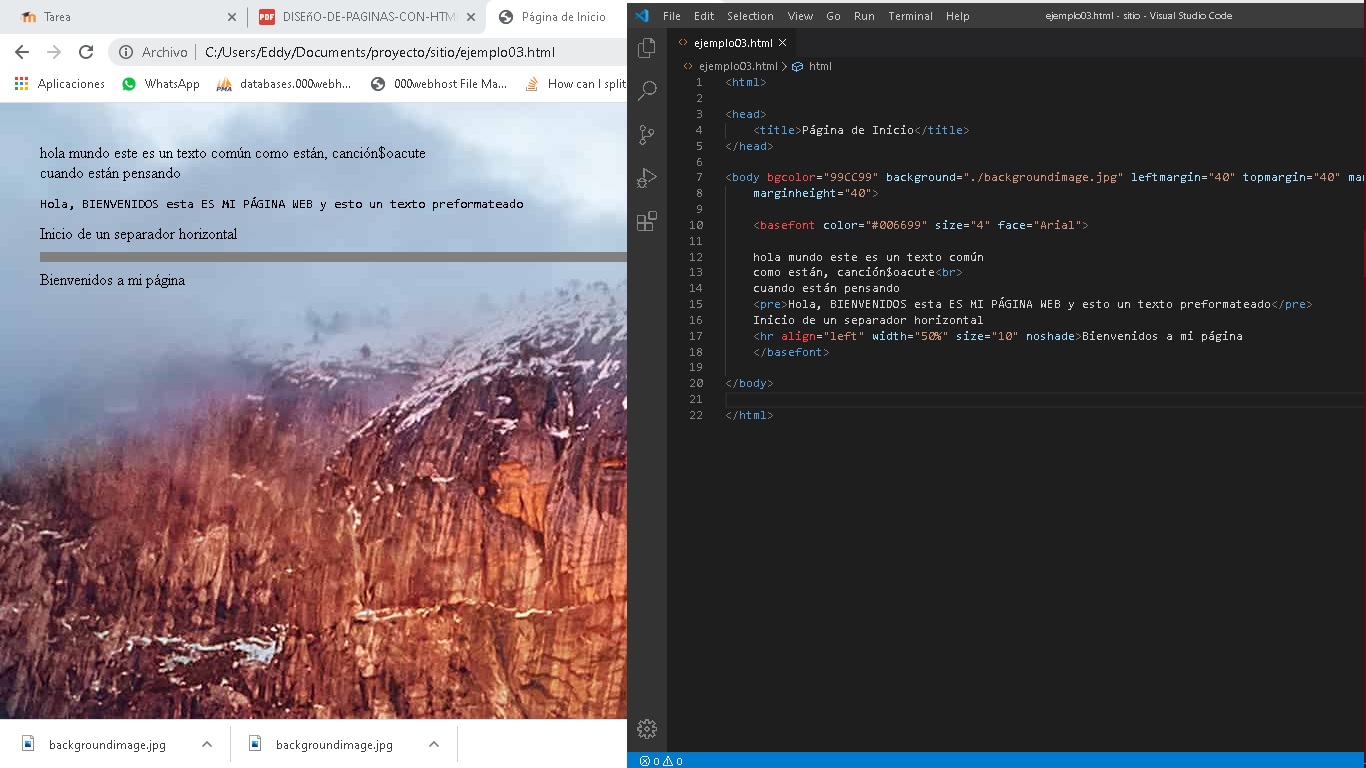 Tarea
DISEñO-DE-PAGINAS-CON-HTM
Página de Inicio
Archivo
C:/Users/Eddy/Documents/proyecto/sitio/ejemplo03.html
Aplicaciones
WhatsApp
databases.000webh...
000webhost File Ma...
How can I split
hola mundo este es un texto común como están, canción$oacute
cuando están pensando
Hola, BIENVENIDOS esta ES MI PÁGINA WEB y esto un texto preformateado
Inicio de un separador horizontal
Bienvenidos a mi página
backgroundimage.jpg
backgroundimage.jpg
File Edit Selection View Go Run Terminal Help
ejemplo03.html - sitio - Visual Studio Code
ejemplo03.html
ejemplo03.html > html
1 <html>
2
3 <head>
4 <title>Página de Inicio</title>
5 </head>
6
7 <body bgcolor="99CC99" background="./backgroundimage.jpg" leftmargin="40" topmargin="40" ma
8 marginheight="40">
9
10 <basefont color="#006699" size="4" face="Arial">
11
12 hola mundo este es un texto común
13 como están, canción$oacute<br>
14 cuando están pensando
15 <pre>Hola, BIENVENIDOS esta ES MI PÁGINA WEB y esto un texto preformateado</pre>
16 Inicio de un separador horizontal
17 <hr align="left" width="50%" size="10" noshade>Bienvenidos a mi página
18 </basefont>
19
20 </body>
21
22 </html>
0 0